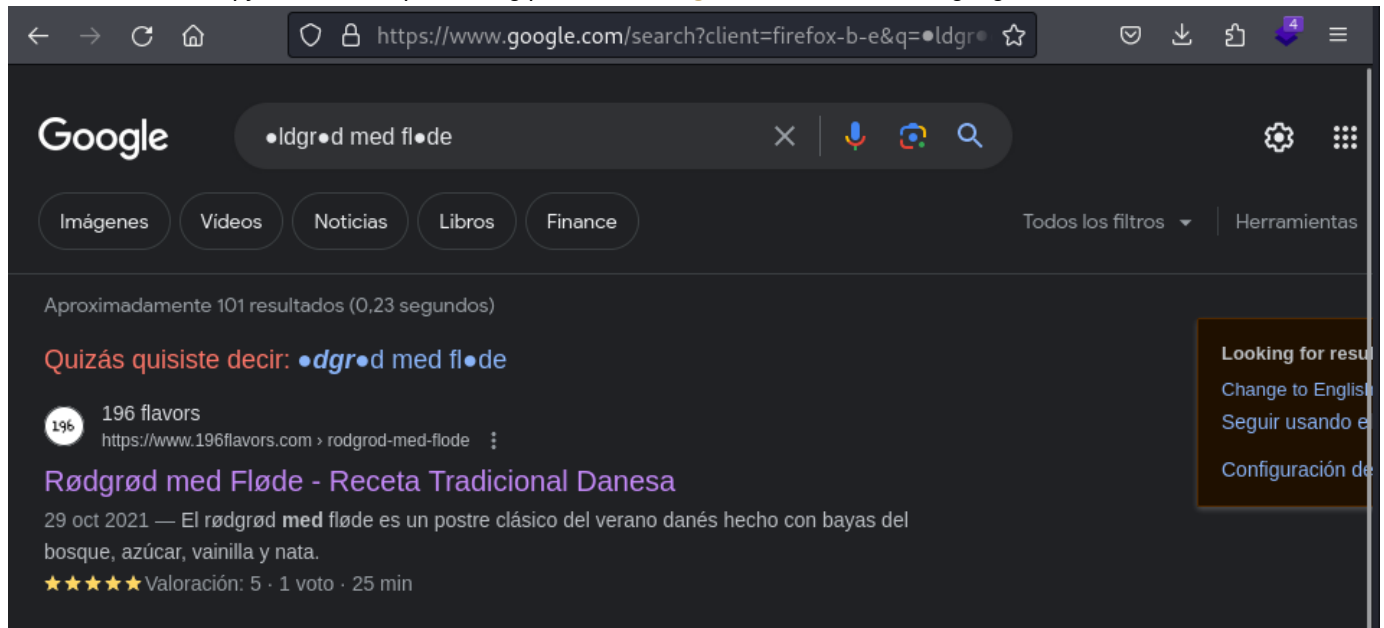 https://www.google.com/search?client=firefox-b-e&q=●ldgr●
4
Google
●ldgr●d med fl●de
Imágenes Vídeos Noticias Libros Finance Todos los filtros Herramientas
Aproximadamente 101 resultados (0,23 segundos)
Quizás quisiste decir: ●dgr●d med fl●de
Looking for resu
Change to English
Seguir usando e
Configuración de
196
196 flavors
https://www.196flavors.com › rodgrod-med-flode
Rødgrød med Fløde - Receta Tradicional Danesa
29 oct 2021 — El rødgrød med fløde es un postre clásico del verano danés hecho con bayas del
bosque, azúcar, vainilla y nata.
★★★★★ Valoración: 5 · 1 voto · 25 min